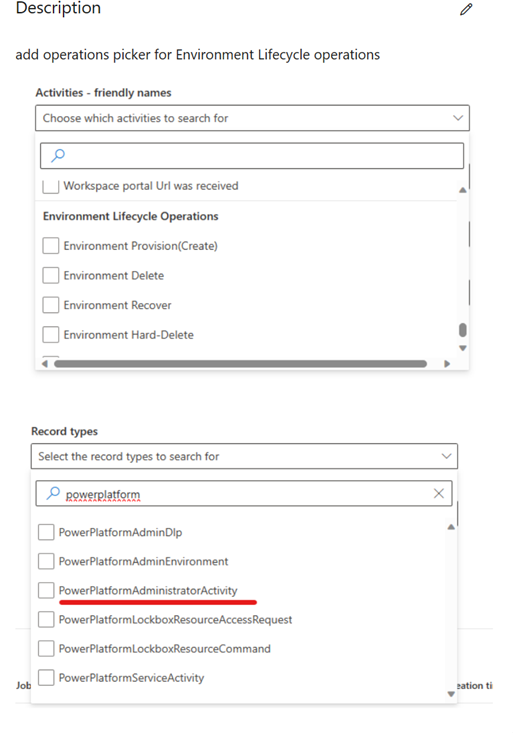 Description
add operations picker for Environment Lifecycle operations
Activities - friendly names
Choose which activities to search for
Workspace portal Url was received
Environment Lifecycle Operations
Environment Provision(Create)
Environment Delete
Environment Recover
Environment Hard-Delete
Record types
Select the record types to search for
powerplatform
PowerPlatformAdminDlp
PowerPlatformAdminEnvironment
PowerPlatformAdministratorActivity
PowerPlatformLockboxResourceAccessRequest
PowerPlatformLockboxResourceCommand
PowerPlatformServiceActivity
Job